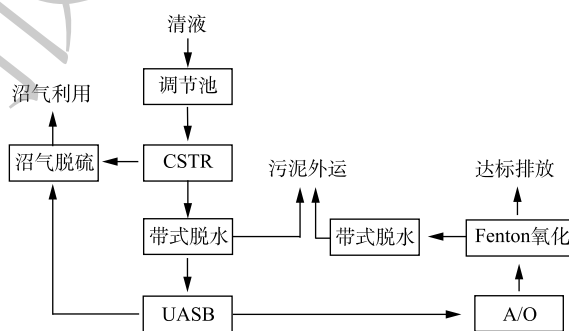 清液
沼气利用
调节池
沼气脱硫
CSTR
污泥外运
达标排放
带式脱水
带式脱水
Fenton氧化
UASB
A/O